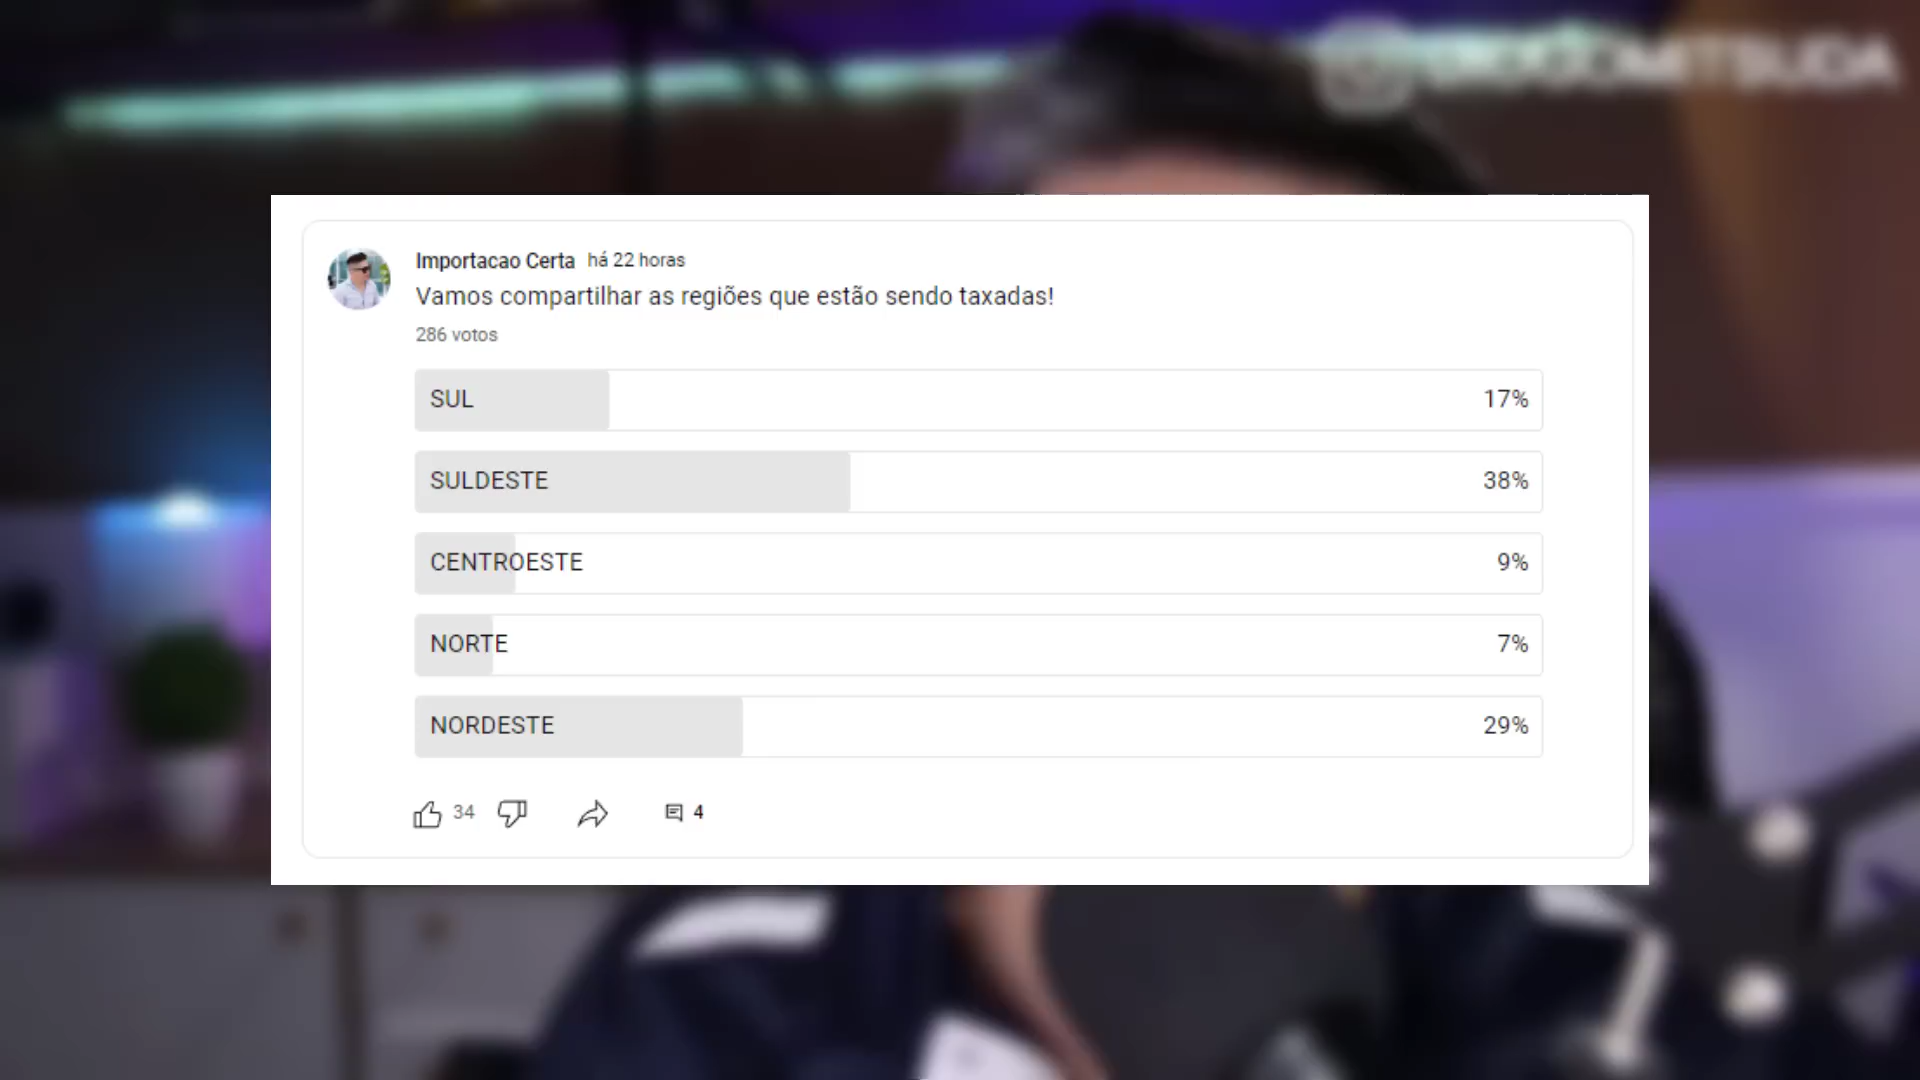 DIOGOMITSUDA
Importacao Certa há 22 horas
Vamos compartilhar as regiões que estão sendo taxadas!
286 votos
SUL 17%
SULDESTE 38%
CENTROESTE 9%
NORTE 7%
NORDESTE 29%
34 4